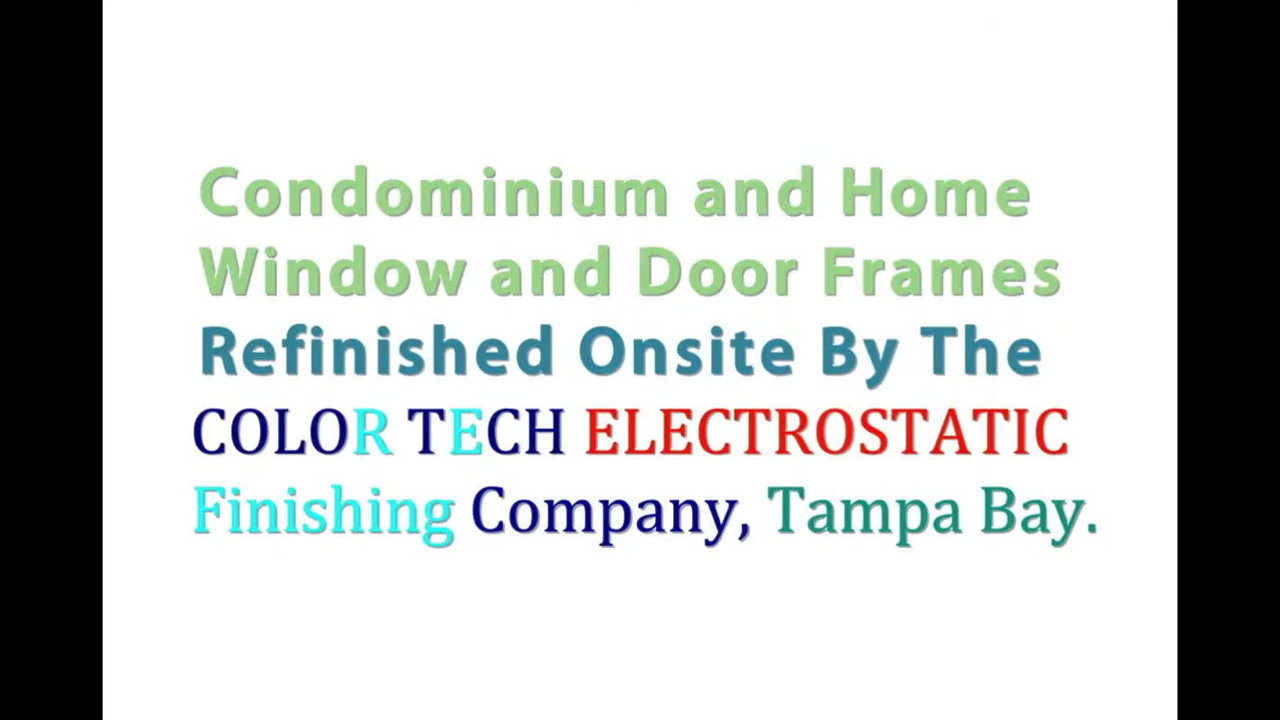 Condominium and Home
Window and Door Frames
Refinished Onsite By The
COLOR TECH ELECTROSTATIC
Finishing Company, Tampa Bay.